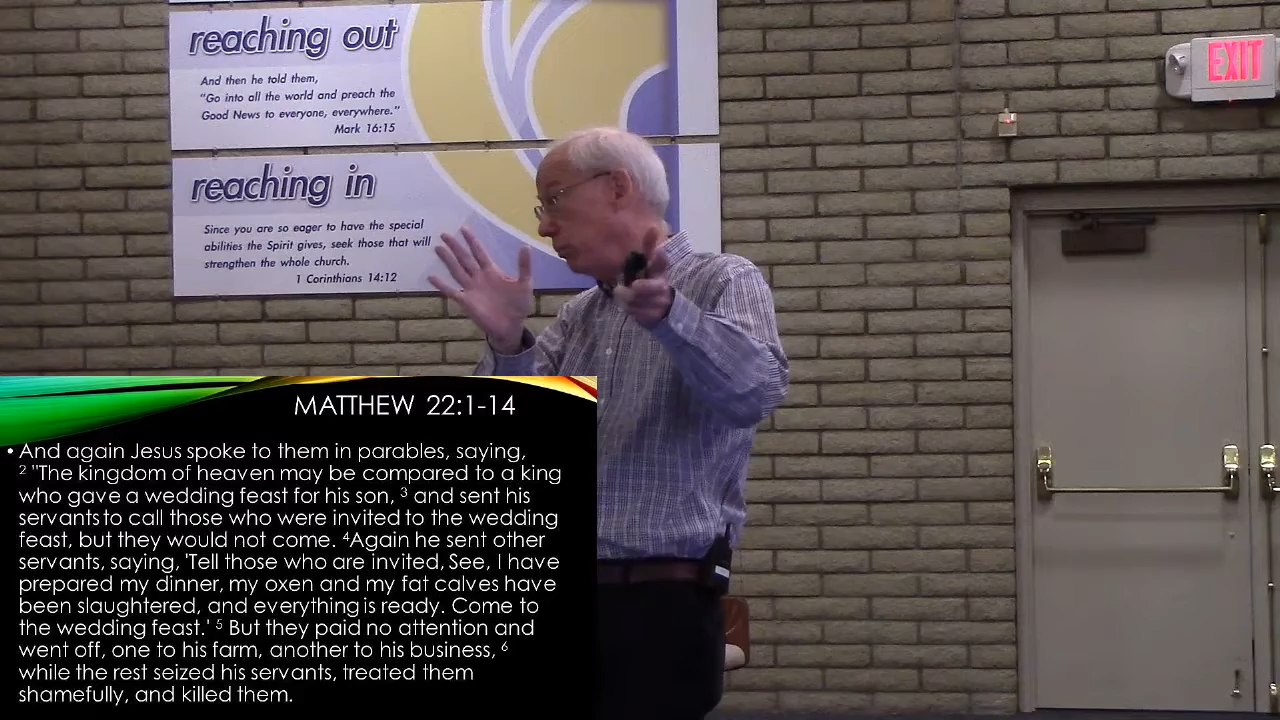 reaching out
And then he told them,
"Go into all the world and preach the
Good News to everyone, everywhere."
Mark 16:15
reaching in
Since you are so eager to have the special
abilities the Spirit gives, seek those that will
strengthen the whole church.
1 Corinthians 14:12
EXIT
MATTHEW 22:1-14
• And again Jesus spoke to them in parables, saying,
2 "The kingdom of heaven may be compared to a king
who gave a wedding feast for his son, 3 and sent his
servants to call those who were invited to the wedding
feast, but they would not come. 4Again he sent other
servants, saying, 'Tell those who are invited, See, I have
prepared my dinner, my oxen and my fat calves have
been slaughtered, and everything is ready. Come to
the wedding feast.' 5 But they paid no attention and
went off, one to his farm, another to his business, 6
while the rest seized his servants, treated them
shamefully, and killed them.